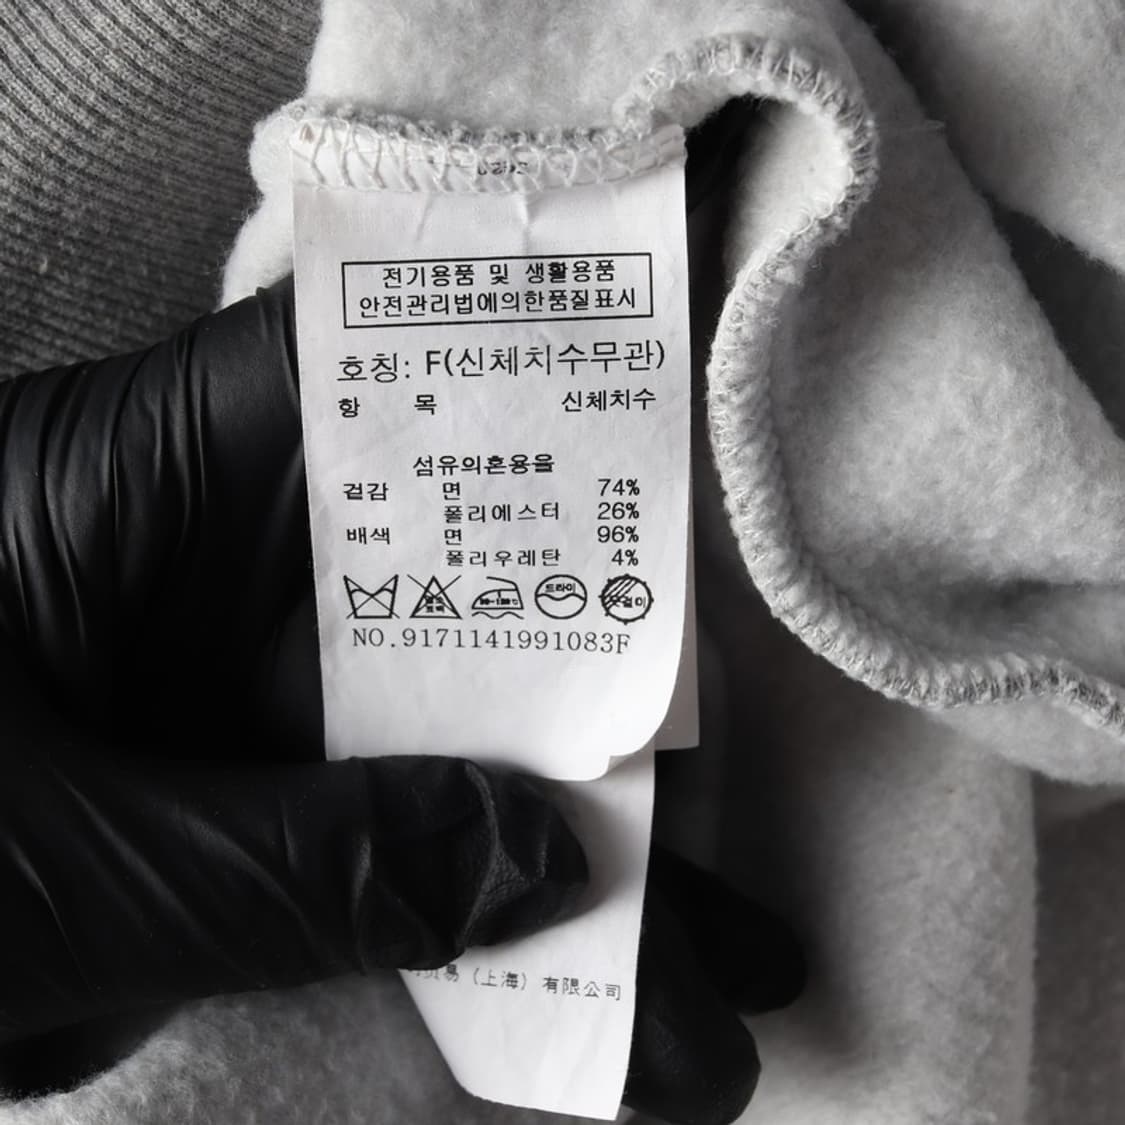 전기용품 및 생활용품
안전관리법에의한품질표시
호칭: F(신체치수무관)
항 목 신체치수
섬유의혼용율
겉감 면 74%
폴리에스터 26%
배색 면 96%
폴리우레탄 4%
드라이
NO.9171141991083F
贸易（上海）有限公司